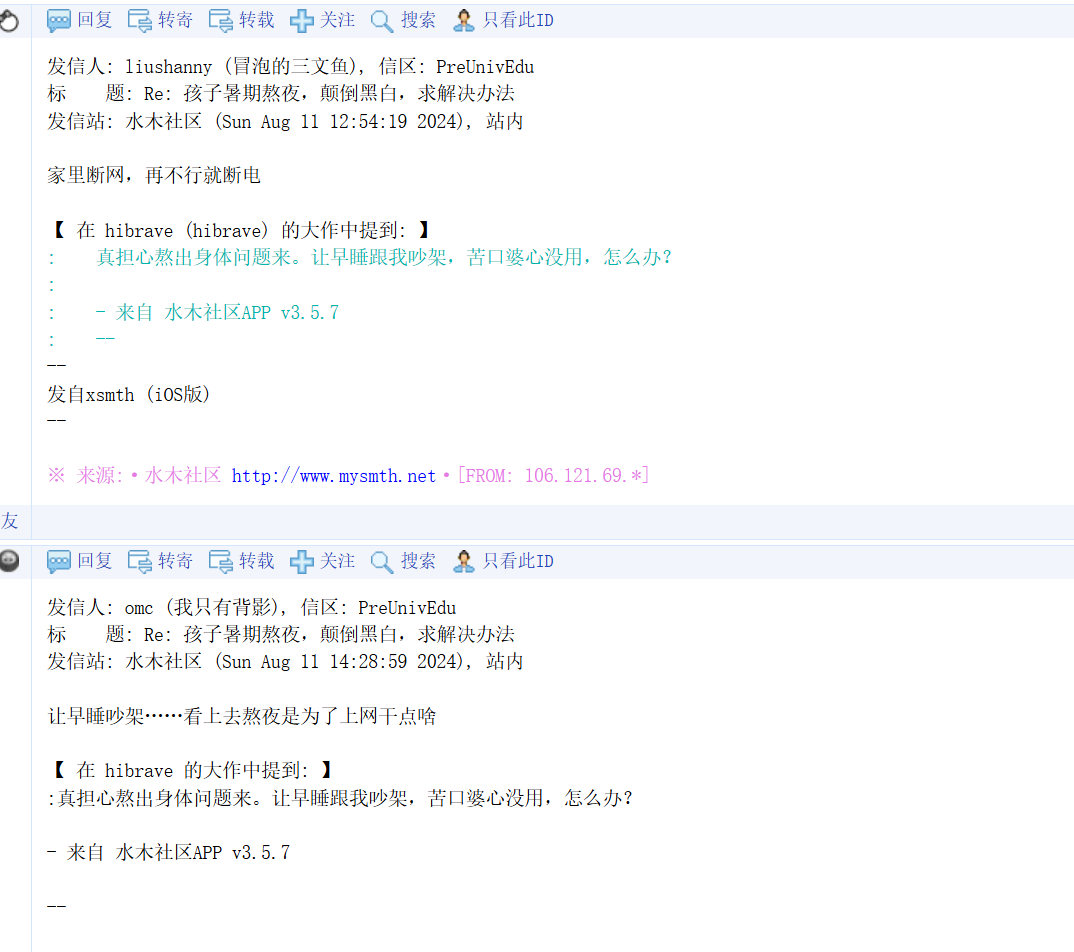 回复 转寄 转载 关注 搜索 只看此ID
发信人: liushanny (冒泡的三文鱼), 信区: PreUnivEdu
标　　题: Re: 孩子暑期熬夜，颠倒黑白，求解决办法
发信站: 水木社区 (Sun Aug 11 12:54:19 2024), 站内
家里断网，再不行就断电
【 在 hibrave (hibrave) 的大作中提到: 】
:　　真担心熬出身体问题来。让早睡跟我吵架，苦口婆心没用，怎么办？
:
:　　- 来自 水木社区APP v3.5.7
:　　--
--
发自xsmth (iOS版)
--
※ 来源:·水木社区 http://www.mysmth.net·[FROM: 106.121.69.*]
友
回复 转寄 转载 关注 搜索 只看此ID
发信人: omc (我只有背影), 信区: PreUnivEdu
标　　题: Re: 孩子暑期熬夜，颠倒黑白，求解决办法
发信站: 水木社区 (Sun Aug 11 14:28:59 2024), 站内
让早睡吵架……看上去熬夜是为了上网干点啥
【 在 hibrave 的大作中提到: 】
:真担心熬出身体问题来。让早睡跟我吵架，苦口婆心没用，怎么办？
- 来自 水木社区APP v3.5.7
--